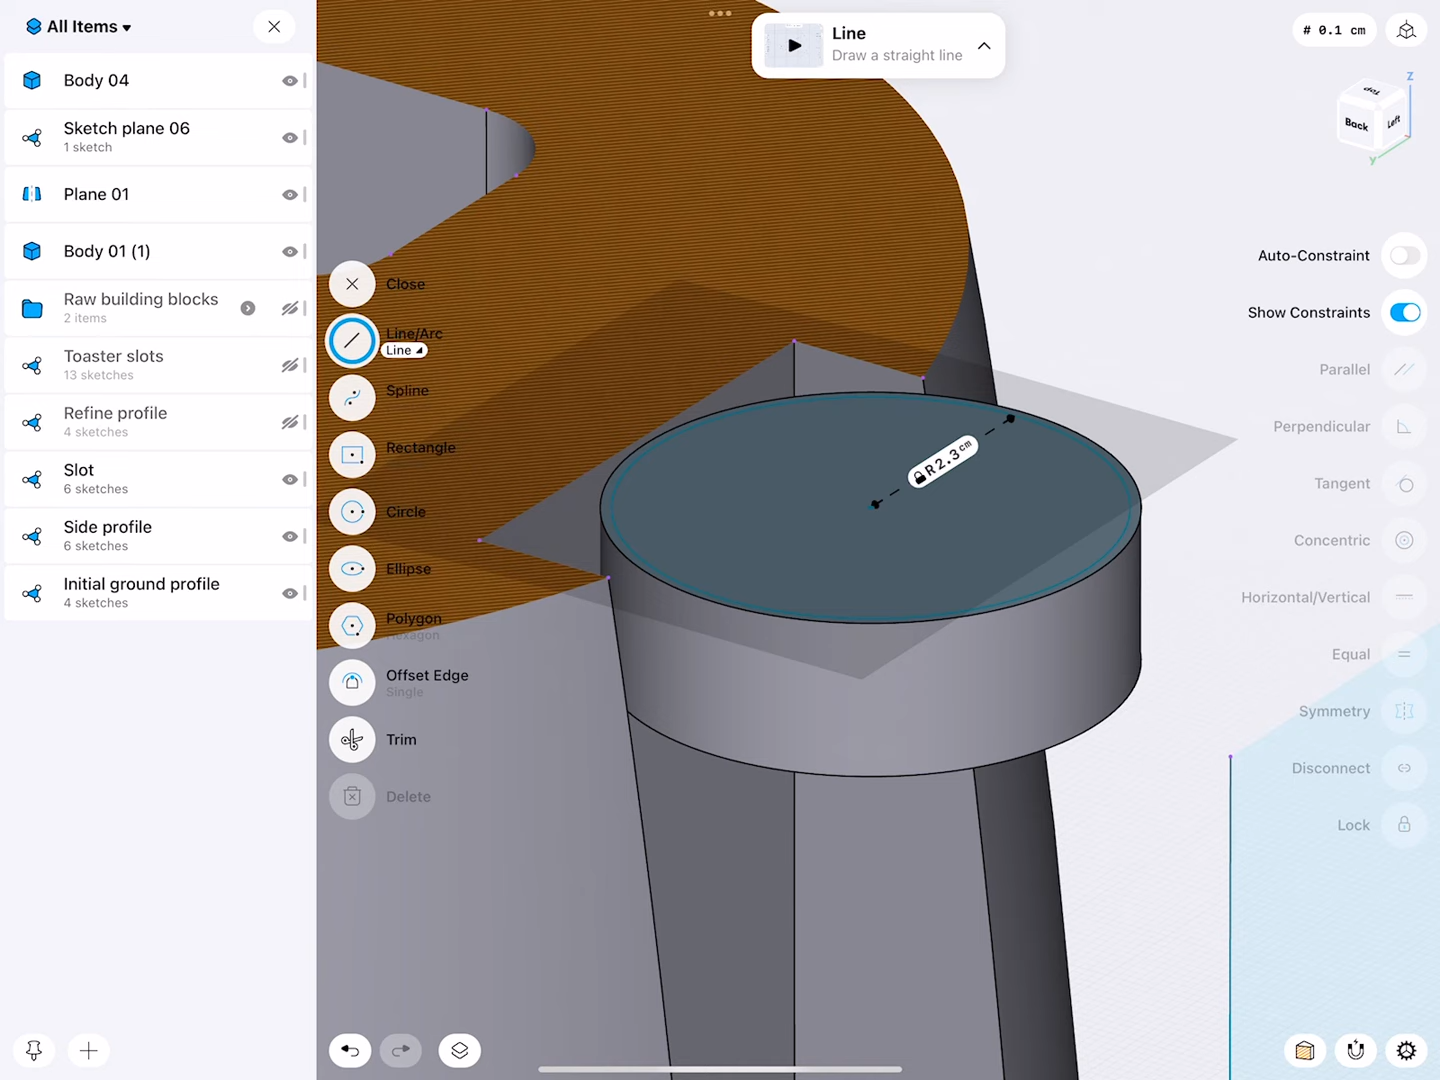 All Items
Body 04
Sketch plane 06
1 sketch
Plane 01
Body 01 (1)
Raw building blocks
2 items
Toaster slots
13 sketches
Refine profile
4 sketches
Slot
6 sketches
Side profile
6 sketches
Initial ground profile
4 sketches
Close
Line/Arc
Line
Spline
Rectangle
Circle
Ellipse
Polygon
Hexagon
Offset Edge
Single
Trim
Delete
Line
Draw a straight line
R 2.3 cm
# 0.1 cm
Z
Top
Back
Left
y
Auto-Constraint
Show Constraints
Parallel
Perpendicular
Tangent
Concentric
Horizontal/Vertical
Equal
Symmetry
Disconnect
Lock